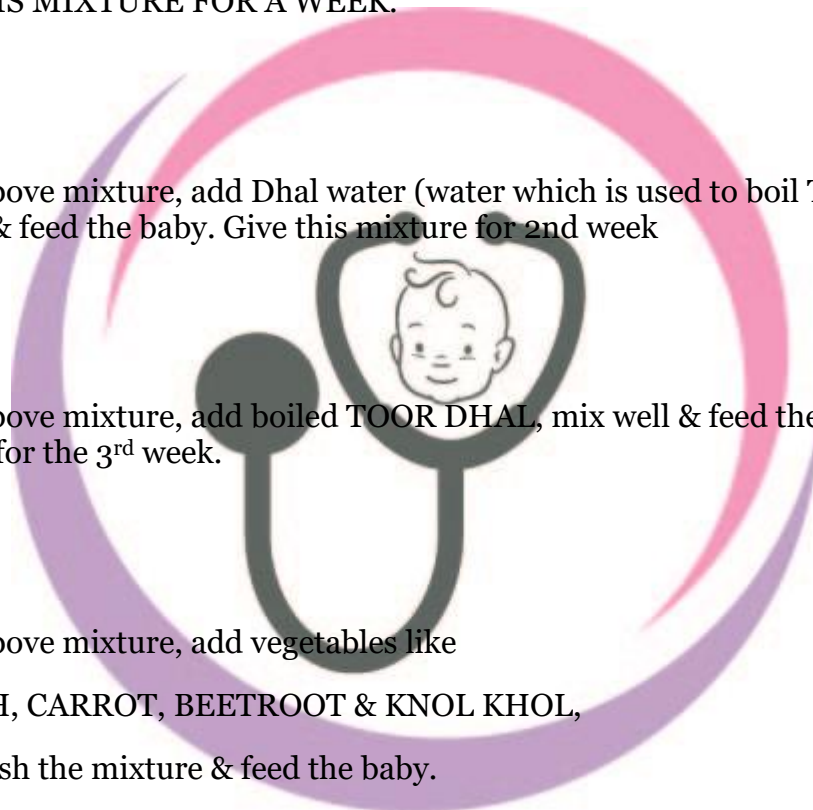 IS MIXTURE FOR A WEEK.
bove mixture, add Dhal water (water which is used to boil T
& feed the baby. Give this mixture for 2nd week
bove mixture, add boiled TOOR DHAL, mix well & feed the
for the 3rd week.
bove mixture, add vegetables like
H, CARROT, BEETROOT & KNOL KHOL,
sh the mixture & feed the baby.